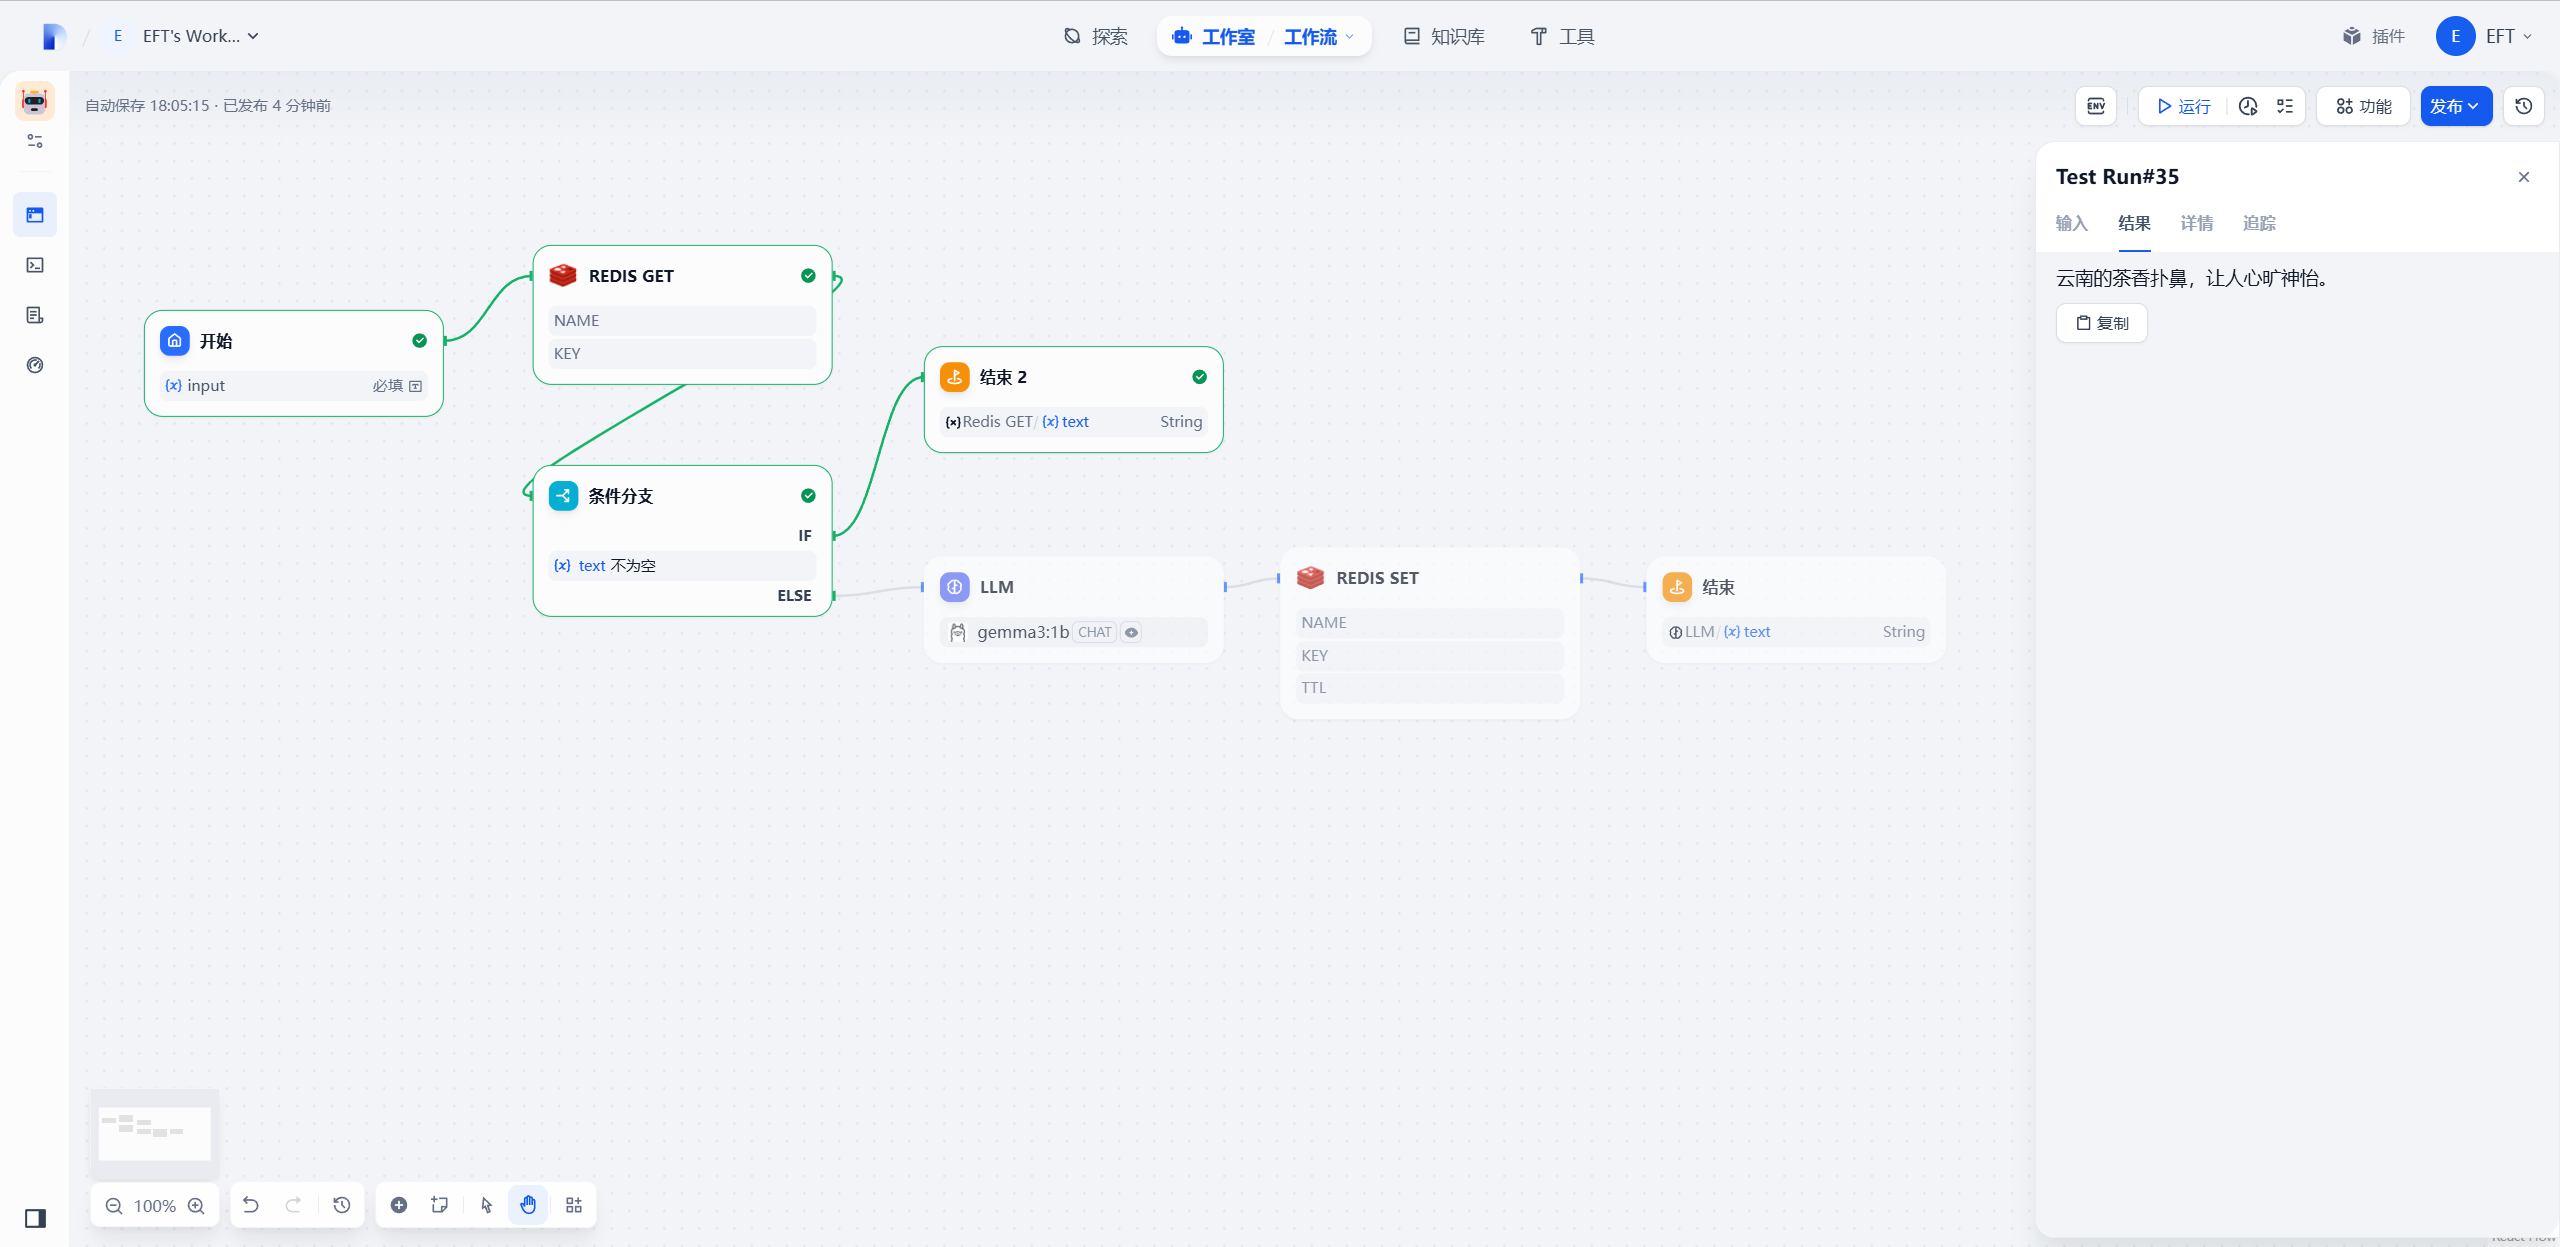 E EFT's Work...
探索
工作室 / 工作流
知识库
工具
插件
E EFT
自动保存 18:05:15 · 已发布 4 分钟前
ENV
运行
功能
发布
Test Run#35
输入 结果 详情 追踪
云南的茶香扑鼻，让人心旷神怡。
复制
开始
{x} input 必填
REDIS GET
NAME
KEY
结束 2
{x} Redis GET / {x} text String
条件分支
IF
{x} text 不为空
ELSE
LLM
gemma3:1b CHAT
REDIS SET
NAME
KEY
TTL
结束
LLM / {x} text String
100%
React Flow